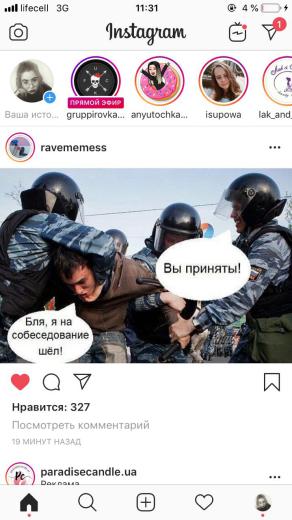 lifecell 3G 11:31 4 %
Instagram
1
ПРЯМОЙ ЭФИР
Ваша исто... gruppirovka... anyutochka... isupowa lak_and_
ravememess
Вы приняты!
Бля, я на
собеседование
шёл!
Нравится: 327
Посмотреть комментарий
19 МИНУТ НАЗАД
paradisecandle.ua
Реклама